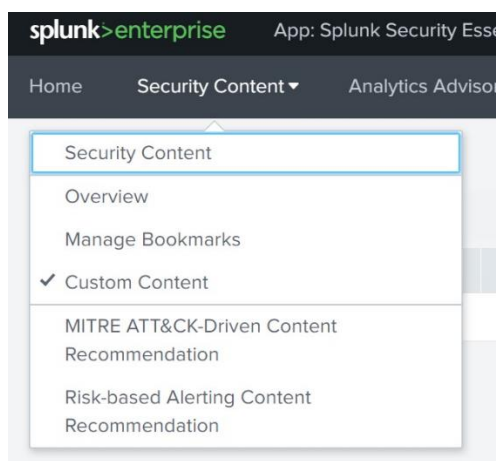 splunk>enterprise App: Splunk Security Esse
Home Security Content Analytics Advisor
Security Content
Overview
Manage Bookmarks
Custom Content
MITRE ATT&CK-Driven Content
Recommendation
Risk-based Alerting Content
Recommendation